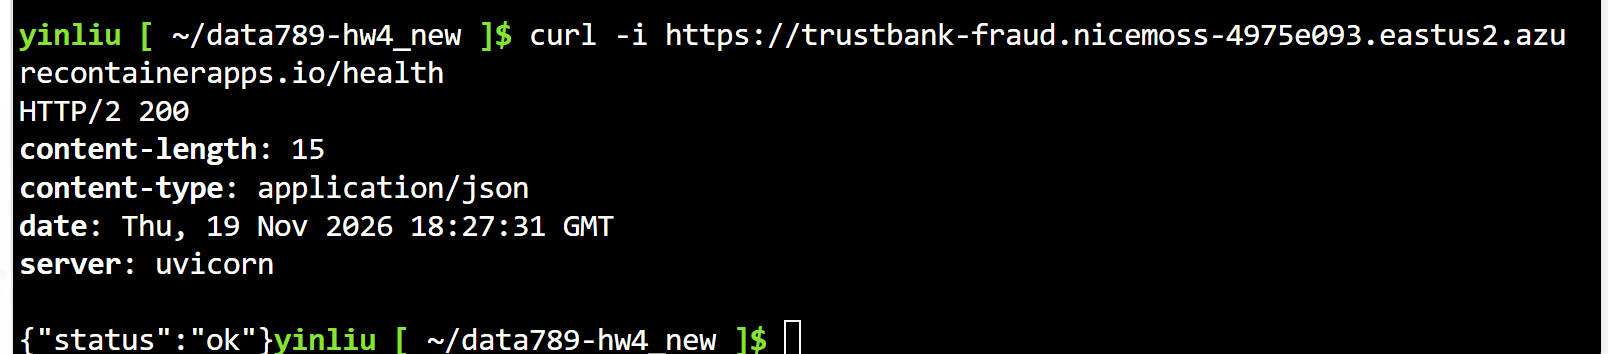 yinliu [ ~/data789-hw4_new ]$ curl -i https://trustbank-fraud.nicemoss-4975e093.eastus2.azu
recontainerapps.io/health
HTTP/2 200
content-length: 15
content-type: application/json
date: Thu, 19 Nov 2026 18:27:31 GMT
server: uvicorn

{"status":"ok"}yinliu [ ~/data789-hw4_new ]$